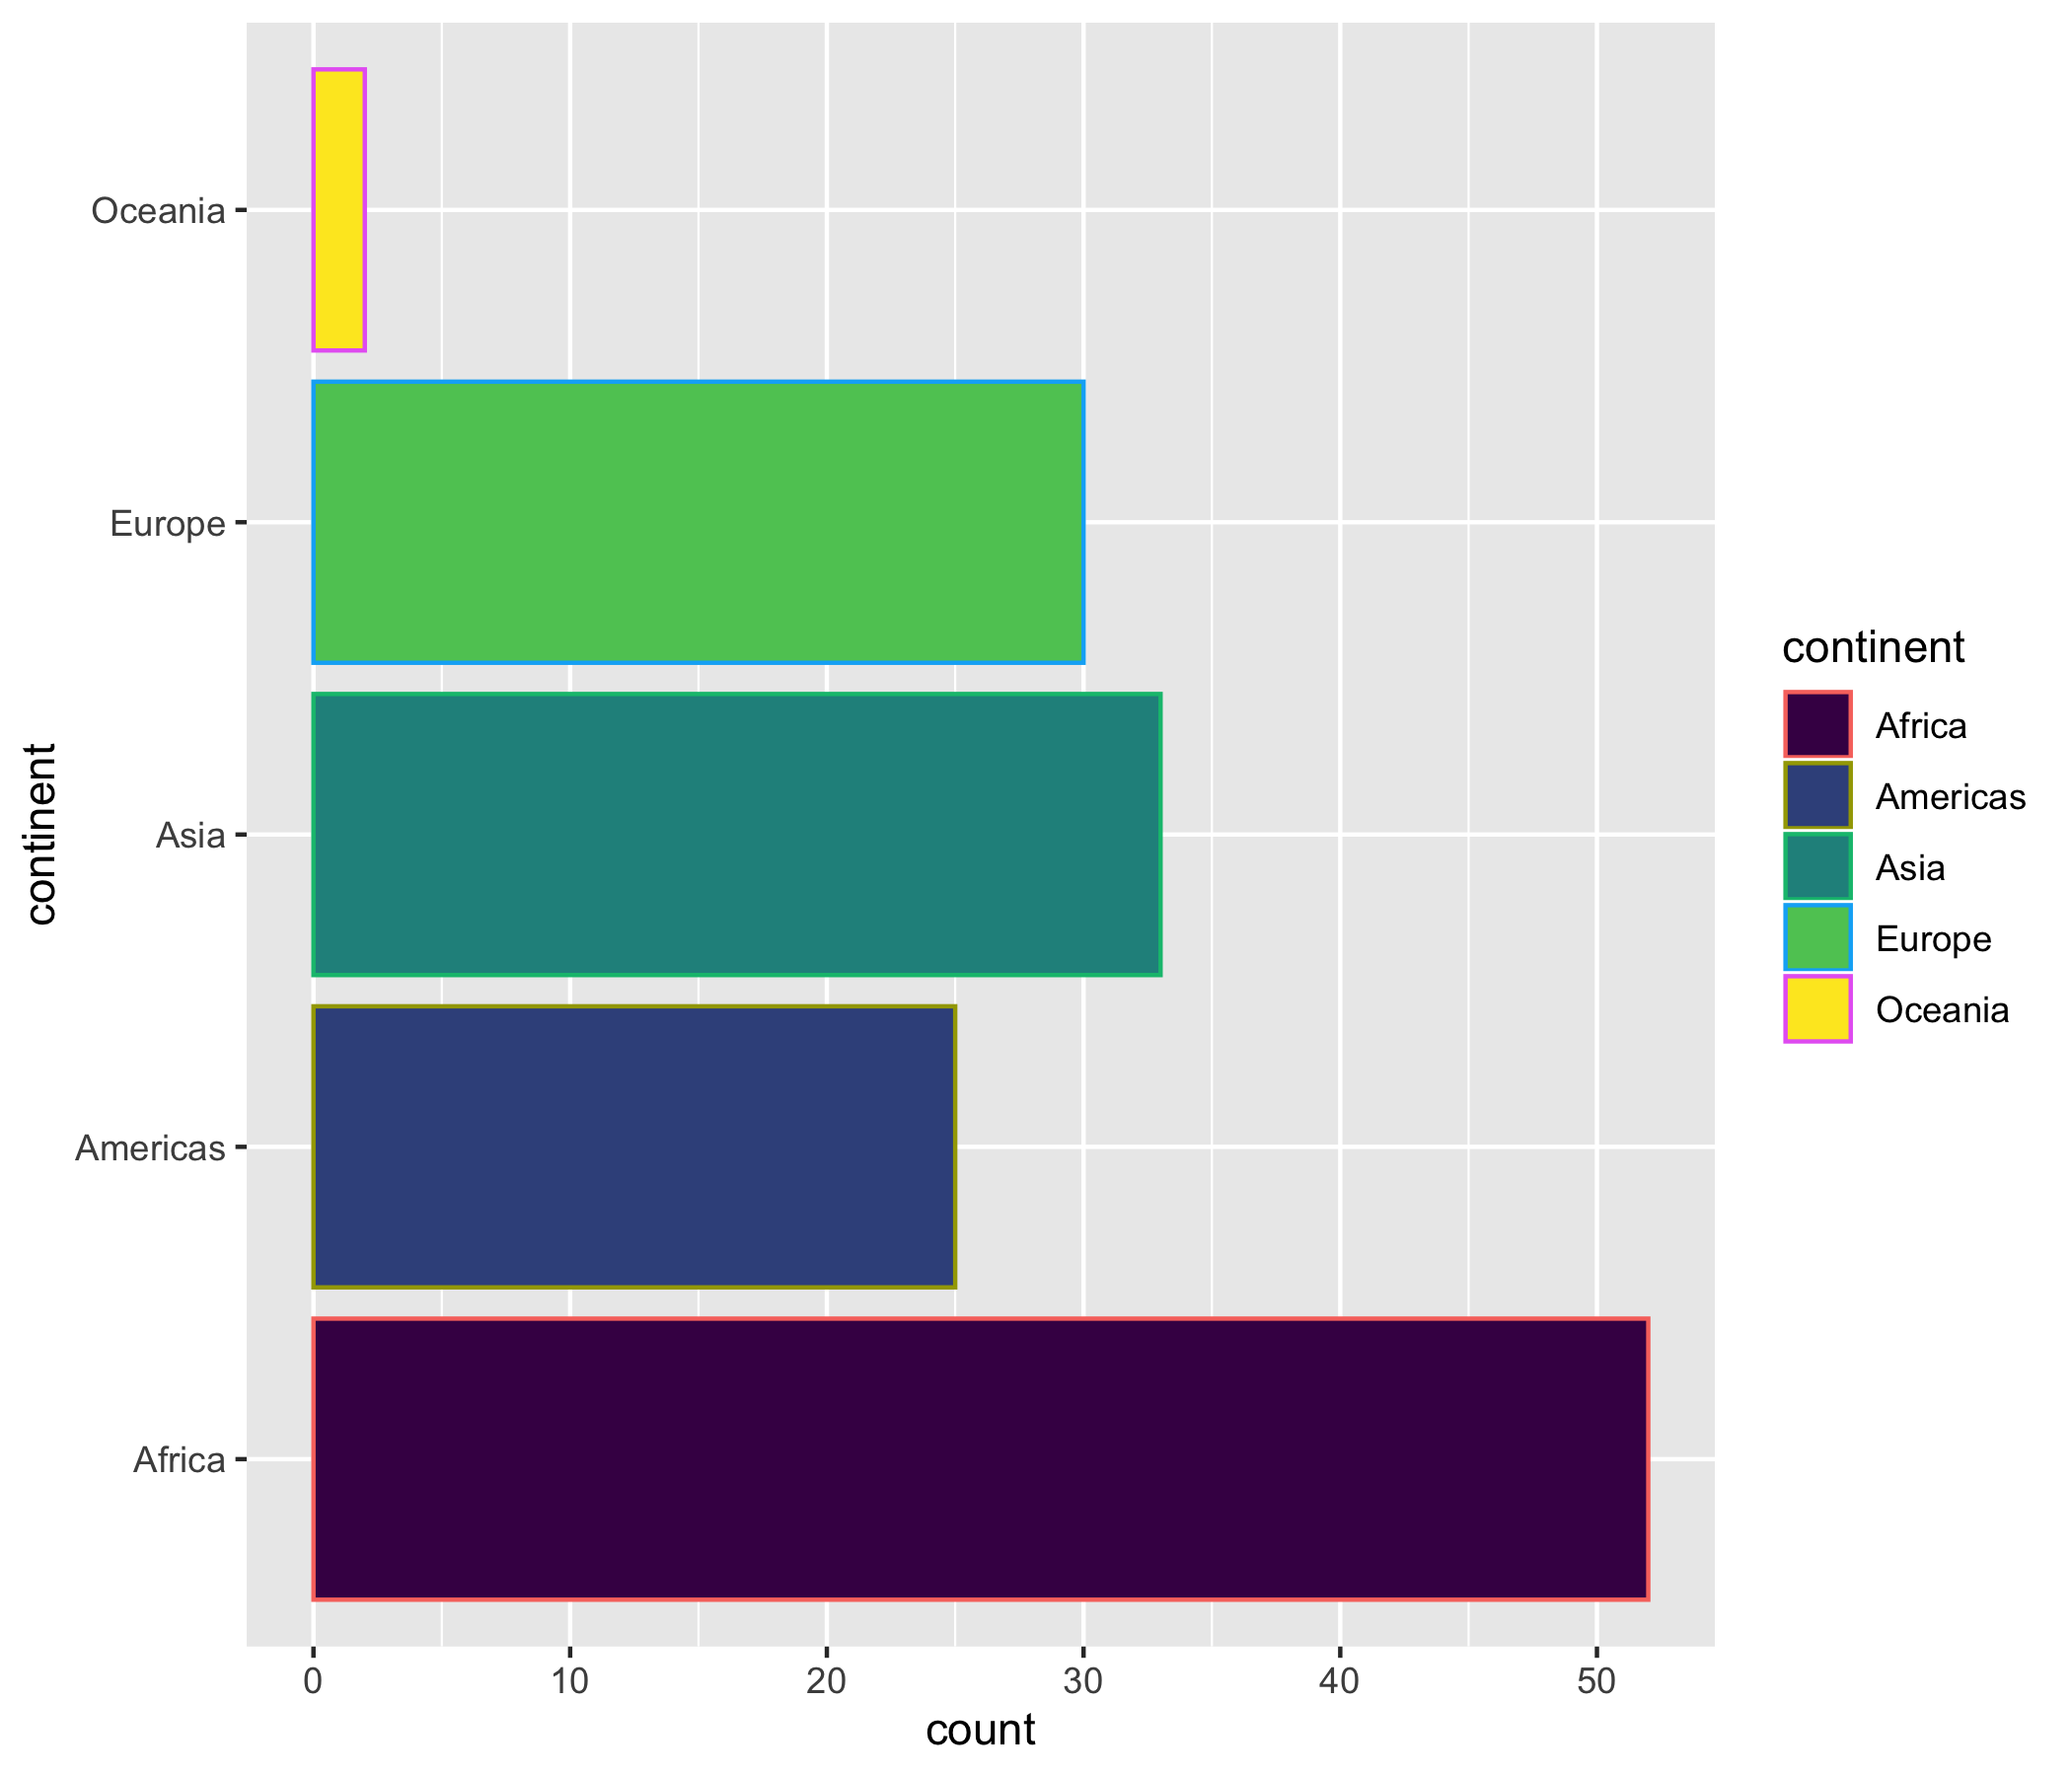 Oceania
Europe
Asia
Americas
Africa
continent
0 10 20 30 40 50
count
continent
Africa
Americas
Asia
Europe
Oceania